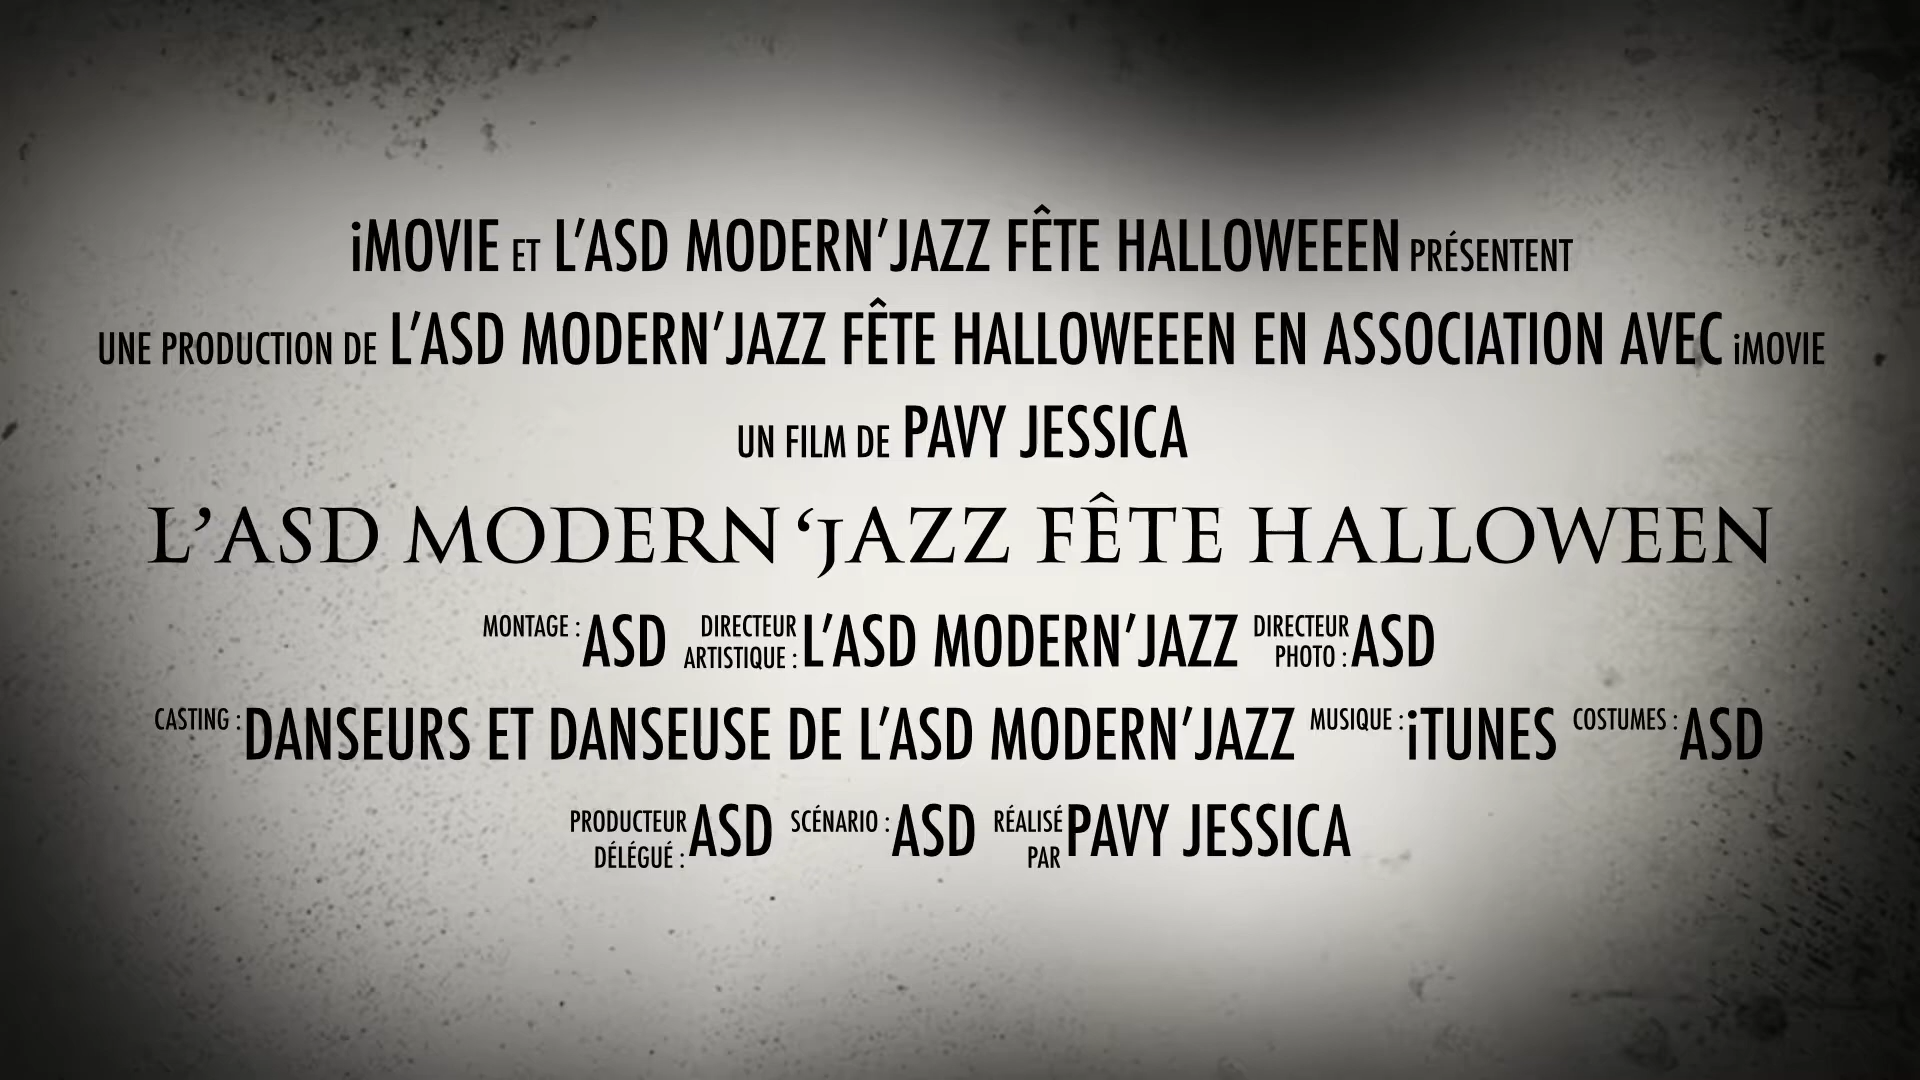 iMOVIE ET L’ASD MODERN’JAZZ FÊTE HALLOWEEEN PRÉSENTENT
UNE PRODUCTION DE L’ASD MODERN’JAZZ FÊTE HALLOWEEEN EN ASSOCIATION AVEC iMOVIE
UN FILM DE PAVY JESSICA
L’ASD MODERN ‘JAZZ FÊTE HALLOWEEN
MONTAGE : ASD DIRECTEUR ARTISTIQUE : L’ASD MODERN’JAZZ DIRECTEUR PHOTO : ASD
CASTING : DANSEURS ET DANSEUSE DE L’ASD MODERN’JAZZ MUSIQUE : iTUNES COSTUMES : ASD
PRODUCTEUR DÉLÉGUÉ : ASD SCÉNARIO : ASD RÉALISÉ PAR PAVY JESSICA